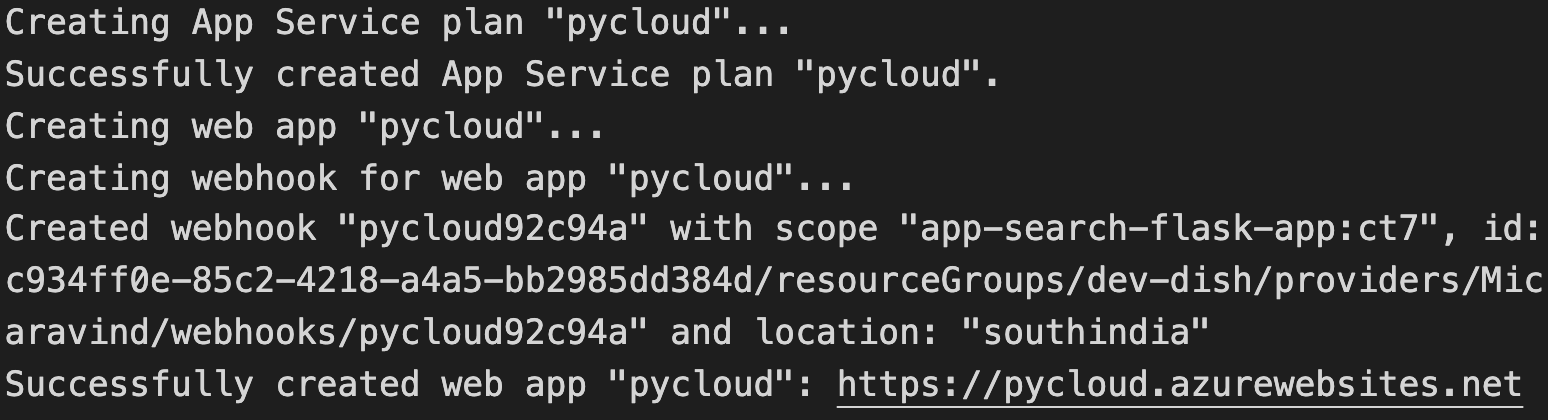 Creating App Service plan "pycloud"...
Successfully created App Service plan "pycloud".
Creating web app "pycloud"...
Creating webhook for web app "pycloud"...
Created webhook "pycloud92c94a" with scope "app-search-flask-app:ct7", id:
c934ff0e-85c2-4218-a4a5-bb2985dd384d/resourceGroups/dev-dish/providers/Mic
aravind/webhooks/pycloud92c94a" and location: "southindia"
Successfully created web app "pycloud": https://pycloud.azurewebsites.net